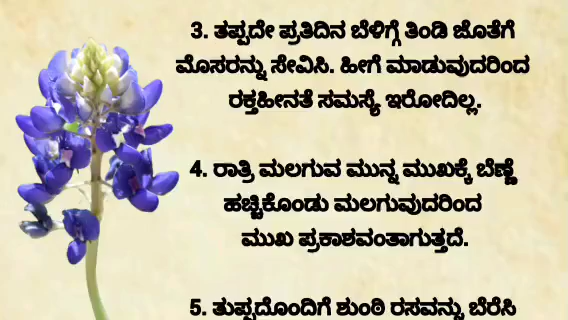 3. ತಪ್ಪದೇ ಪ್ರತಿದಿನ ಬೆಳಿಗ್ಗೆ ತಿಂಡಿ ಜೊತೆಗೆ
ಮೊಸರನ್ನು ಸೇವಿಸಿ. ಹೀಗೆ ಮಾಡುವುದರಿಂದ
ರಕ್ತಹೀನತೆ ಸಮಸ್ಯೆ ಇರೋದಿಲ್ಲ.
4. ರಾತ್ರಿ ಮಲಗುವ ಮುನ್ನ ಮುಖಕ್ಕೆ ಬೆಣ್ಣೆ
ಹಚ್ಚಿಕೊಂಡು ಮಲಗುವುದರಿಂದ
ಮುಖ ಪ್ರಕಾಶವಂತಾಗುತ್ತದೆ.
5. ತುಪ್ಪದೊಂದಿಗೆ ಶುಂಠಿ ರಸವನ್ನು ಬೆರೆಸಿ